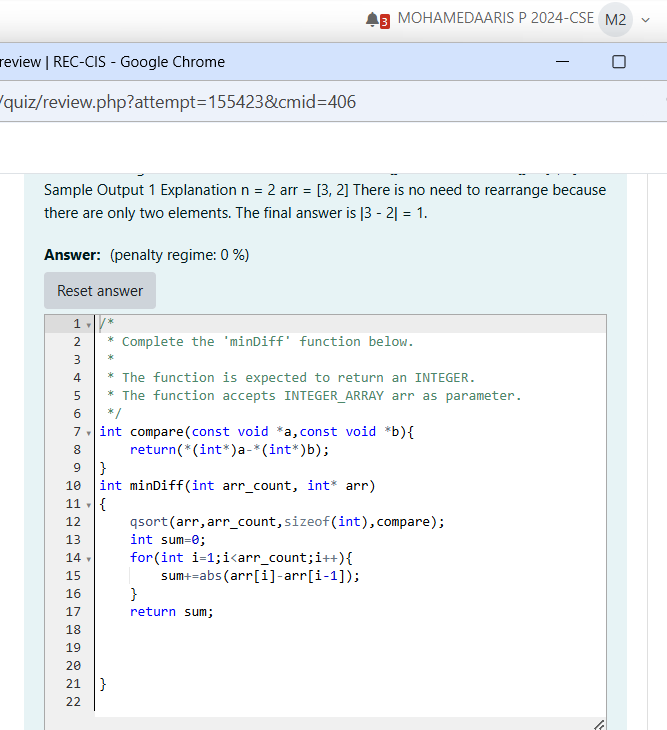 3 MOHAMEDAARIS P 2024-CSE M2
review | REC-CIS - Google Chrome
/quiz/review.php?attempt=155423&cmid=406
Sample Output 1 Explanation n = 2 arr = [3, 2] There is no need to rearrange because
there are only two elements. The final answer is |3 - 2| = 1.
Answer: (penalty regime: 0 %)
Reset answer
1 /*
2 * Complete the 'minDiff' function below.
3 *
4 * The function is expected to return an INTEGER.
5 * The function accepts INTEGER_ARRAY arr as parameter.
6 */
7 int compare(const void *a,const void *b){
8 return(*(int*)a-*(int*)b);
9 }
10 int minDiff(int arr_count, int* arr)
11 {
12 qsort(arr,arr_count,sizeof(int),compare);
13 int sum=0;
14 for(int i=1;i<arr_count;i++){
15 sum+=abs(arr[i]-arr[i-1]);
16 }
17 return sum;
18
19
20
21 }
22